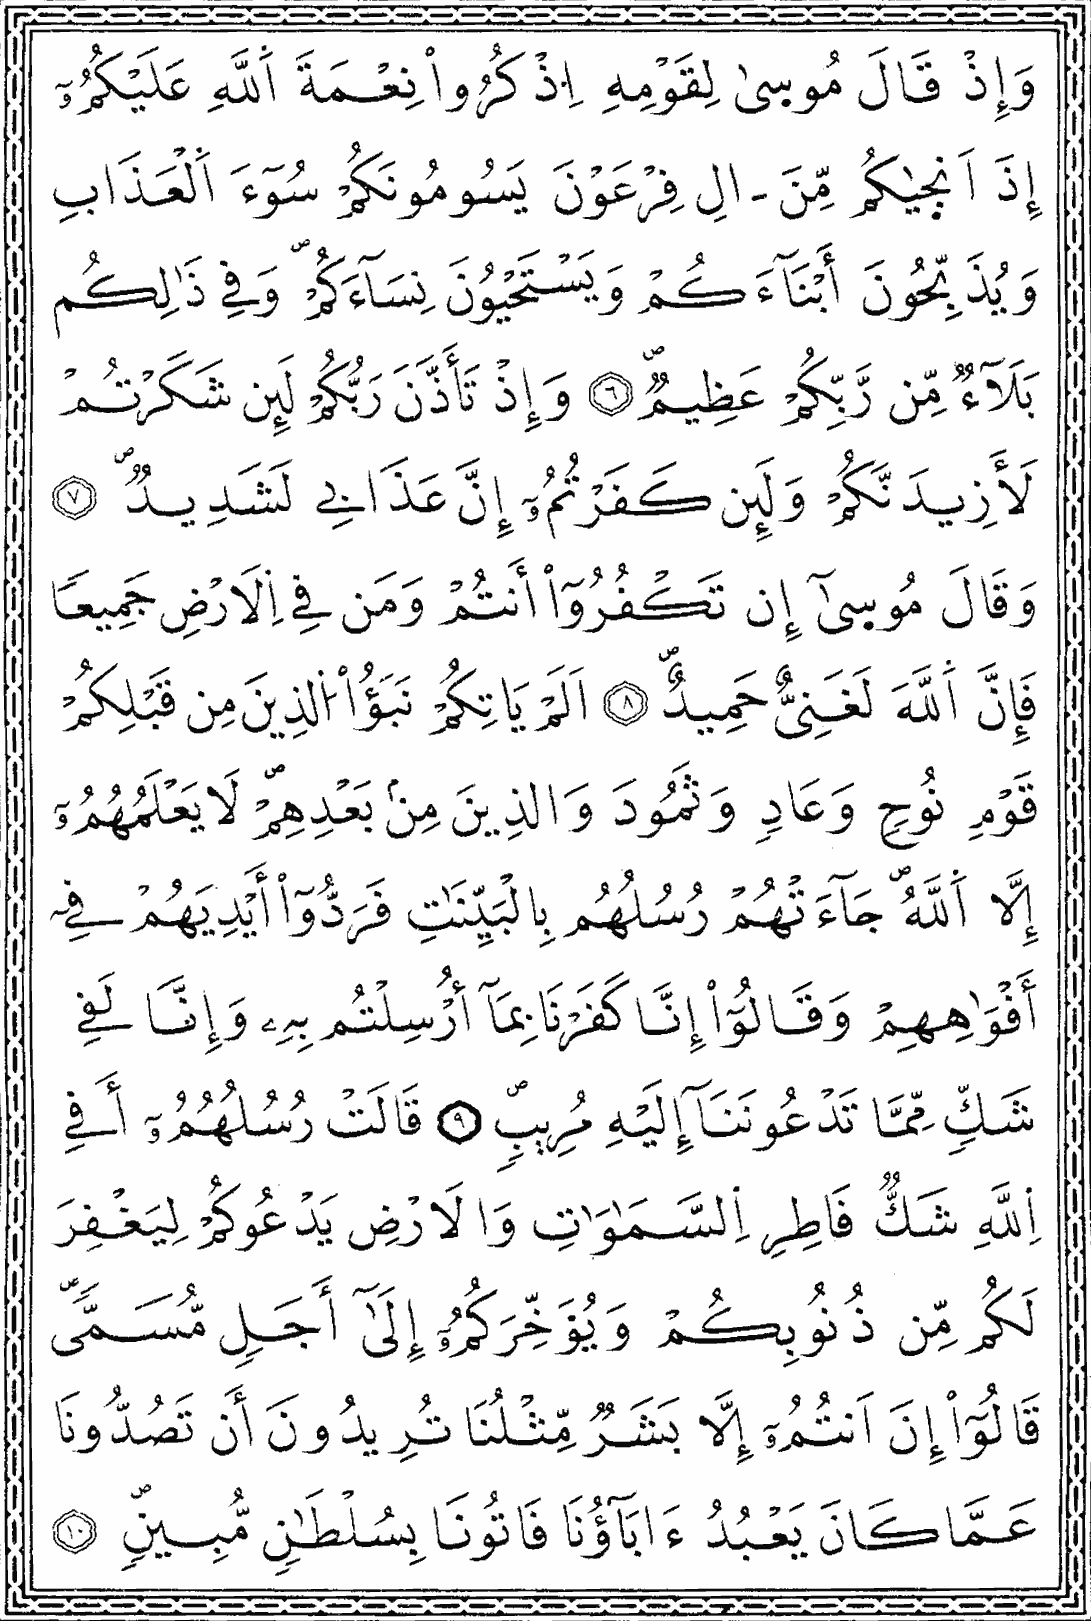 وَإِذْ قَالَ مُوسىٰ لِقَوْمِهِ اِذْكُرُواْ نِعْمَةَ اَ۬للَّهِ عَلَيْكُمُۥٓ
إِذَ اَنج۪يٰكُم مِّنَ ـ الِ فِرْعَوْنَ يَسُومُونَكُمْ سُوٓءَ اَ۬لْعَذَابِ
وَيُذَبِّحُونَ أَبْنَآءَكُمْ وَيَسْتَحْيُونَ نِسَآءَكُمْۖ وَفِي ذَٰلِكُم
بَلَآءٌ مِّن رَّبِّكُمْ عَظِيمٌۖ ٦ وَإِذْ تَأَذَّنَ رَبُّكُمْ لَئِن شَكَرْتُمْ
لَأَزِيدَنَّكُمْ وَلَئِن كَفَرْتُمُۥٓ إِنَّ عَذَابِي لَشَدِيدٌۖ ٧
وَقَالَ مُوسىٰٓ إِن تَكْفُرُوٓاْ أَنتُمْ وَمَن فِي اِ۬لَارْضِ جَمِيعًا
فَإِنَّ اَ۬للَّهَ لَغَنِيٌّ حَمِيدٌۖ ٨ اَلَمْ يَاتِكُمْ نَبَؤُاْ اُ۬لذِينَ مِن قَبْلِكُمْ
قَوْمِ نُوحٍ وَعَادٍ وَثَمُودَ وَالذِينَ مِنۢ بَعْدِهِمْۖ لَا يَعْلَمُهُمُۥٓ
إِلَّا اَ۬للَّهُۖ جَآءَتْهُمْ رُسُلُهُم بِالْبَيِّنَٰتِ فَرَدُّوٓاْ أَيْدِيَهُمْ فِےٓ
أَفْوَٰهِهِمْ وَقَالُوٓاْ إِنَّا كَفَرْنَا بِمَآ أُرْسِلْتُم بِهِۦ وَإِنَّا لَفِي
شَكٍّ مِّمَّا تَدْعُونَنَآ إِلَيْهِ مُرِيبٍۖ ٩ قَالَتْ رُسُلُهُمُۥٓ أَفِي
اِ۬للَّهِ شَكٌّ فَاطِرِ اِ۬لسَّمَٰوَٰتِ وَالَارْضِ يَدْعُوكُمْ لِيَغْفِرَ
لَكُم مِّن ذُنُوبِكُمْ وَيُؤَخِّرَكُمُۥٓ إِلَىٰٓ أَجَلٍ مُّسَمًّىۖ
قَالُوٓاْ إِنَ اَنتُمُۥٓ إِلَّا بَشَرٌ مِّثْلُنَا تُرِيدُونَ أَن تَصُدُّونَا
عَمَّا كَانَ يَعْبُدُ ءَابَآؤُنَا فَاتُونَا بِسُلْطَٰنٍ مُّبِينٍۖ ١٠